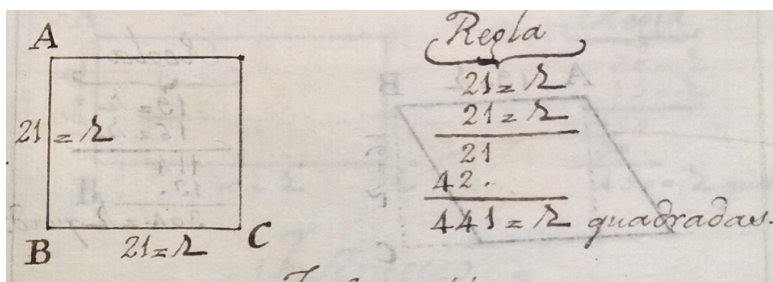 A
21 = R
B
21 = R
C
Regla
21 = R
21 = R
21
42.
441 = R quadradas.